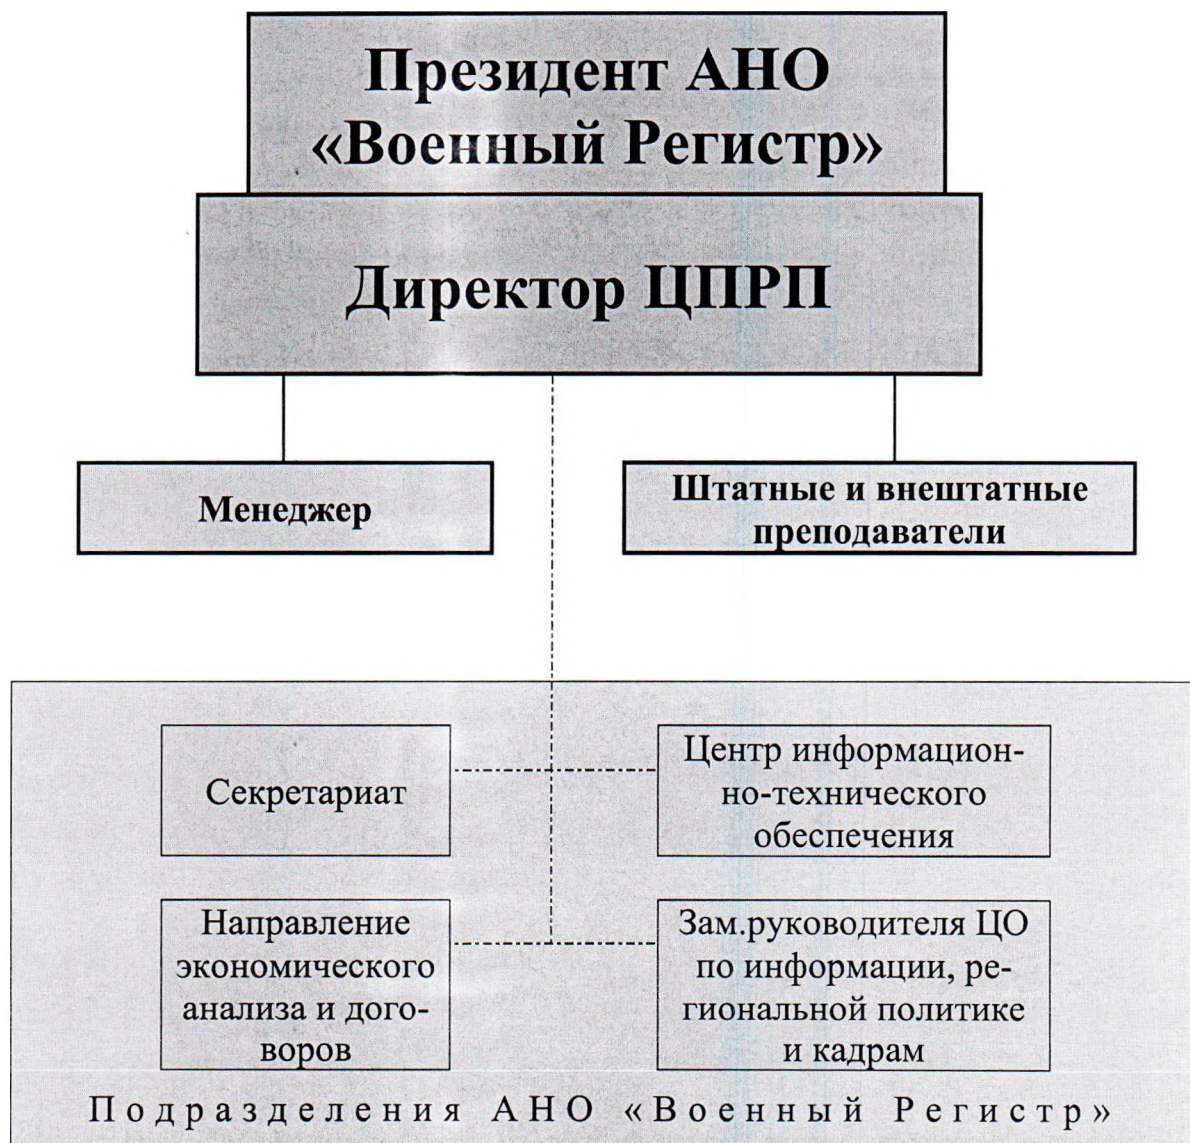 Президент АНО
«Военный Регистр»
Директор ЦПРП
Менеджер
Штатные и внештатные
преподаватели
Секретариат
Центр информацион-
но-технического
обеспечения
Направление
экономического
анализа и дого-
воров
Зам.руководителя ЦО
по информации, ре-
гиональной политике
и кадрам
Подразделения АНО «Военный Регистр»